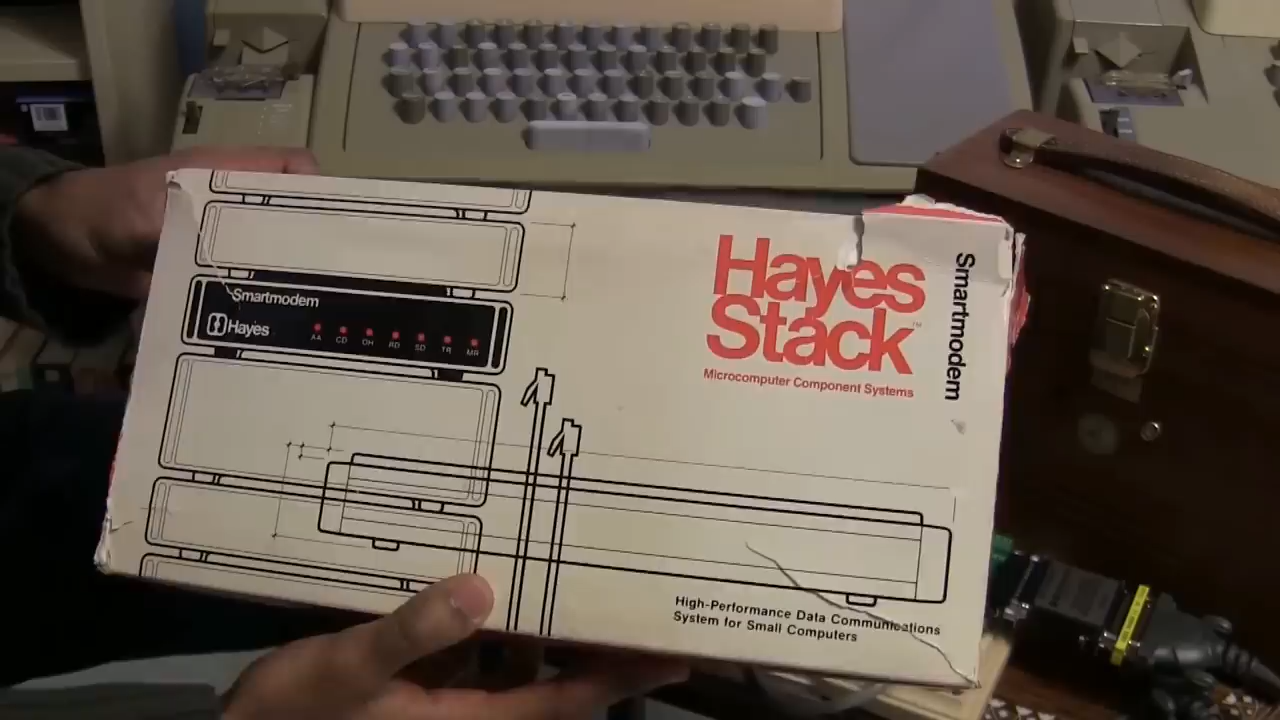 Smartmodem
Hayes
AA CD OH RD SD TR MR
Hayes
Stack™
Microcomputer Component Systems
Smartmodem
High-Performance Data Communications
System for Small Computers